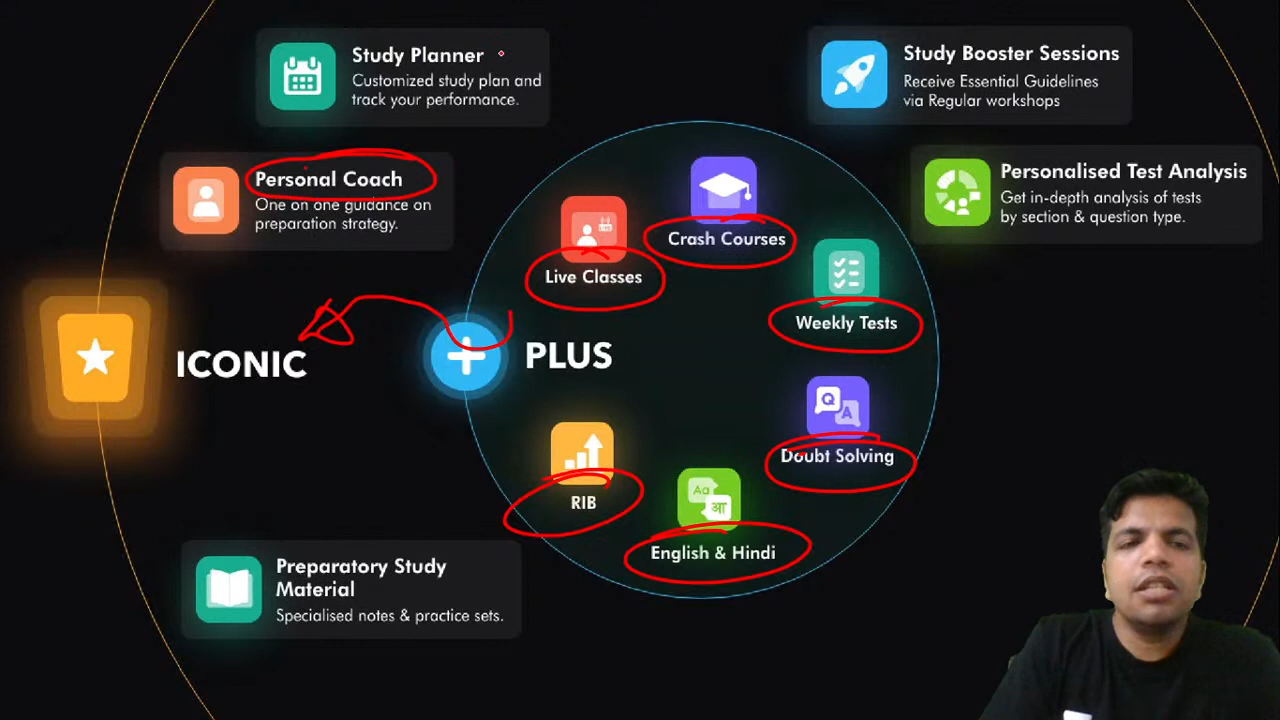 Study Planner
Customized study plan and
track your performance.
Study Booster Sessions
Receive Essential Guidelines
via Regular workshops
Personal Coach
One on one guidance on
preparation strategy.
Personalised Test Analysis
Get in-depth analysis of tests
by section & question type.
Crash Courses
Live Classes
Weekly Tests
ICONIC
PLUS
Q
A
Doubt Solving
RIB
Aa
आ
English & Hindi
Preparatory Study
Material
Specialised notes & practice sets.